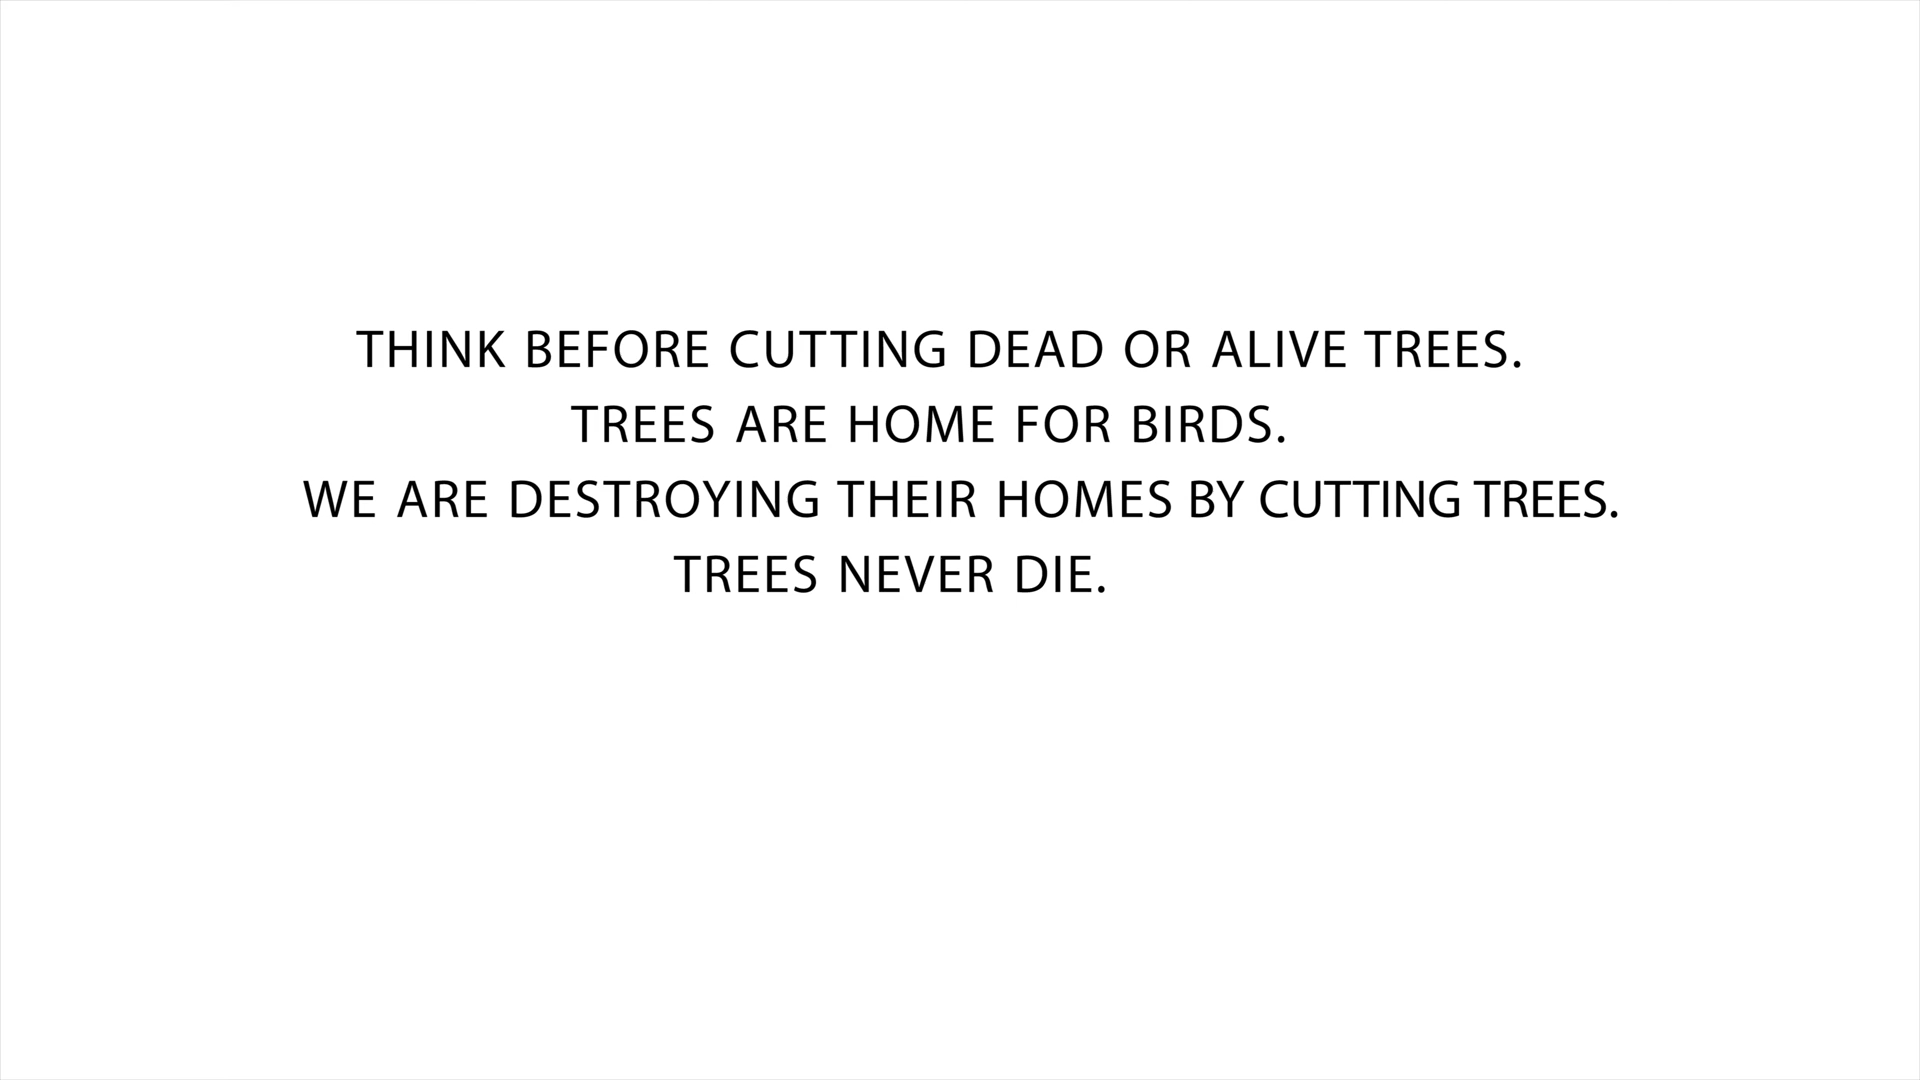 THINK BEFORE CUTTING DEAD OR ALIVE TREES.
TREES ARE HOME FOR BIRDS.
WE ARE DESTROYING THEIR HOMES BY CUTTING TREES.
TREES NEVER DIE.